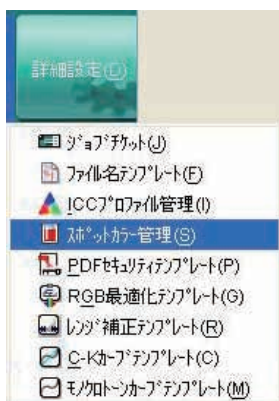 詳細設定(D)
ｼﾞｮﾌﾞﾁｹｯﾄ(J)
ﾌｧｲﾙ名ﾃﾝﾌﾟﾚｰﾄ(F)
ICCﾌﾟﾛﾌｧｲﾙ管理(I)
ｽﾎﾟｯﾄｶﾗｰ管理(S)
PDFｾｷｭﾘﾃｨﾃﾝﾌﾟﾚｰﾄ(P)
RGB最適化ﾃﾝﾌﾟﾚｰﾄ(G)
ﾚﾝｼﾞ補正ﾃﾝﾌﾟﾚｰﾄ(R)
C-Kｶｰﾌﾞﾃﾝﾌﾟﾚｰﾄ(C)
ﾓﾉｸﾛﾄｰﾝｶｰﾌﾞﾃﾝﾌﾟﾚｰﾄ(M)